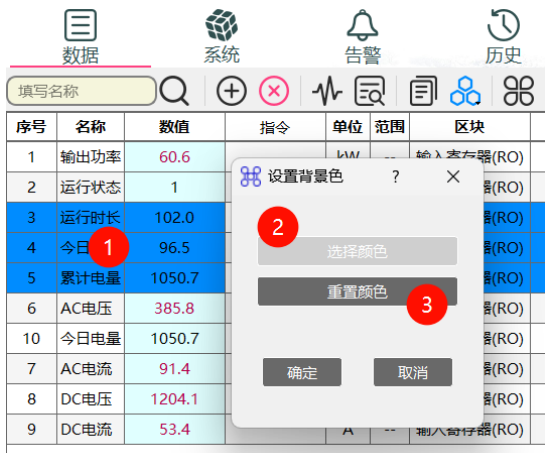 数据 系统 告警 历史
填写名称
序号 名称 数值 指令 单位 范围 区块
1 输出功率 60.6 kW -- 输入寄存器(RO)
设置背景色 ?
2 运行状态 1 器(RO)
3 运行时长 102.0 器(RO)
2
4 今日 1 96.5 选择颜色 器(RO)
5 累计电量 1050.7 重置颜色 器(RO)
3
6 AC电压 385.8 器(RO)
10 今日电量 1050.7 器(RO)
7 AC电流 91.4 确定 取消 器(RO)
8 DC电压 1204.1 器(RO)
9 DC电流 53.4 A -- 输入寄存器(RO)